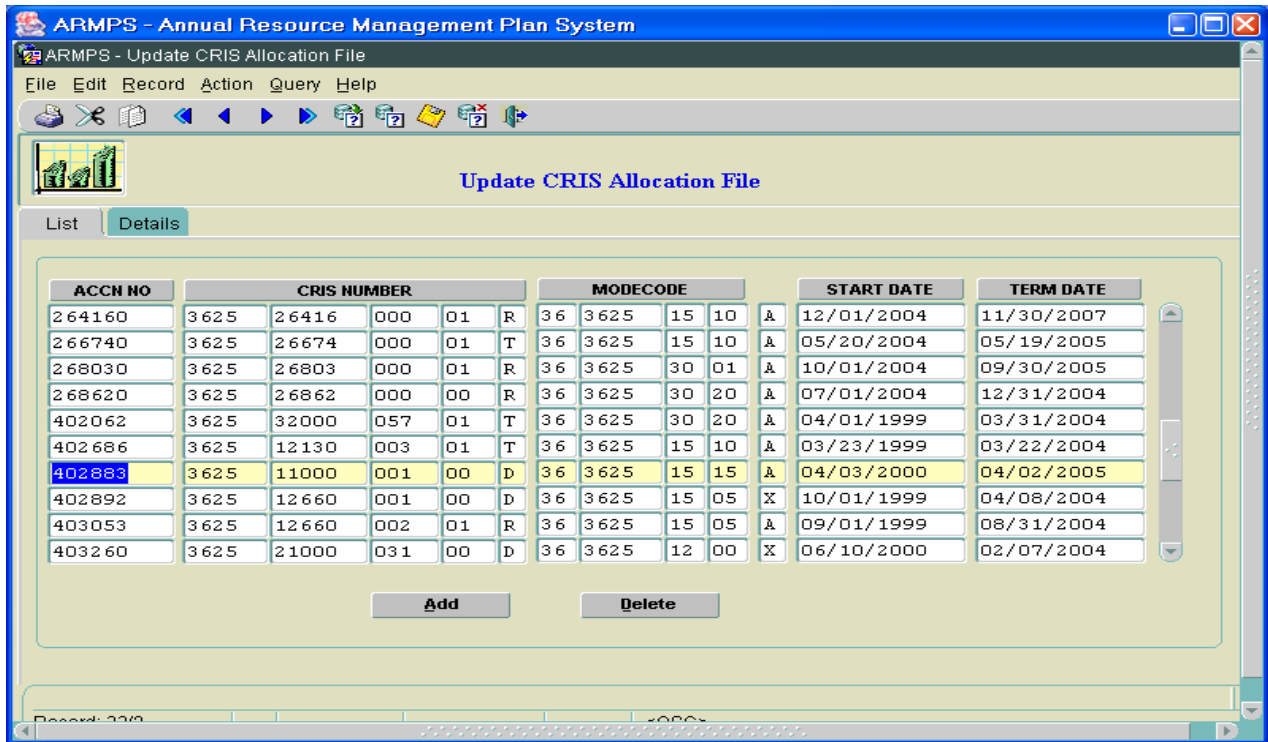 ARMPS - Annual Resource Management Plan System
ARMPS - Update CRIS Allocation File
File Edit Record Action Query Help
Update CRIS Allocation File
List Details
ACCN NO CRIS NUMBER MODECODE START DATE TERM DATE
264160 3625 26416 000 01 R 36 3625 15 10 A 12/01/2004 11/30/2007
266740 3625 26674 000 01 T 36 3625 15 10 A 05/20/2004 05/19/2005
268030 3625 26803 000 01 R 36 3625 30 01 A 10/01/2004 09/30/2005
268620 3625 26862 000 00 R 36 3625 30 20 A 07/01/2004 12/31/2004
402062 3625 32000 057 01 T 36 3625 30 20 A 04/01/1999 03/31/2004
402686 3625 12130 003 01 T 36 3625 15 10 A 03/23/1999 03/22/2004
402883 3625 11000 001 00 D 36 3625 15 15 A 04/03/2000 04/02/2005
402892 3625 12660 001 00 D 36 3625 15 05 X 10/01/1999 04/08/2004
403053 3625 12660 002 01 R 36 3625 15 05 A 09/01/1999 08/31/2004
403260 3625 21000 031 00 D 36 3625 12 00 X 06/10/2000 02/07/2004
Add Delete
Record: